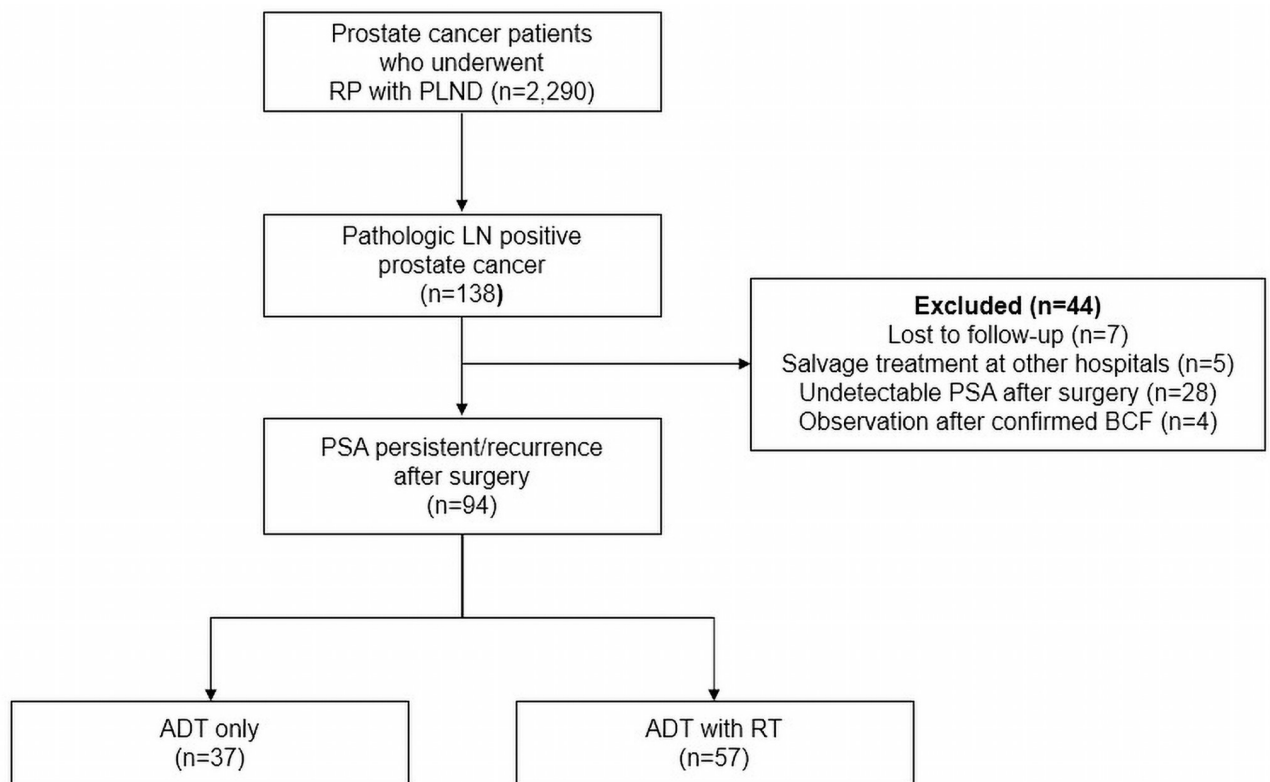 Prostate cancer patients
who underwent
RP with PLND (n=2,290)
Pathologic LN positive
prostate cancer
(n=138)
Excluded (n=44)
Lost to follow-up (n=7)
Salvage treatment at other hospitals (n=5)
Undetectable PSA after surgery (n=28)
Observation after confirmed BCF (n=4)
PSA persistent/recurrence
after surgery
(n=94)
ADT only
(n=37)
ADT with RT
(n=57)